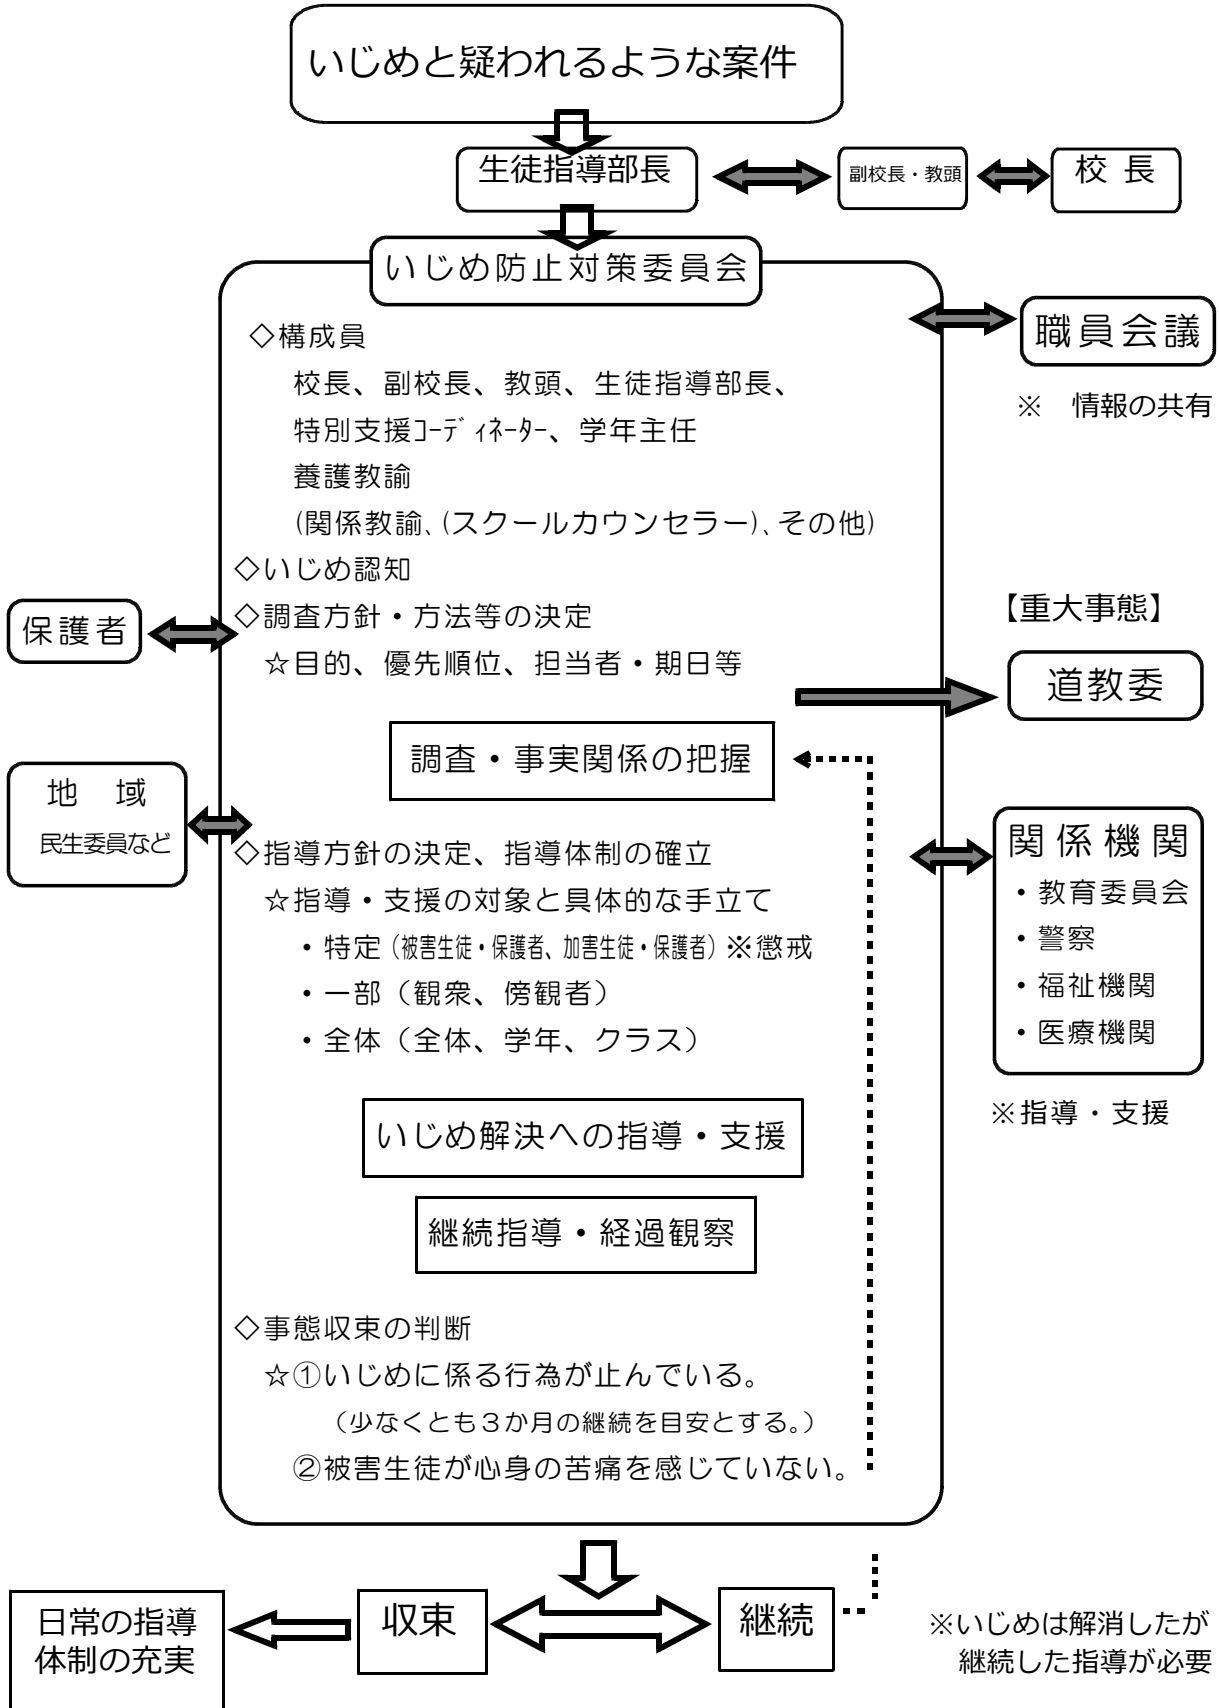 いじめと疑われるような案件
生徒指導部長
副校長・教頭
校 長
いじめ防止対策委員会
職員会議
※　情報の共有
◇構成員
校長、副校長、教頭、生徒指導部長、
特別支援ｺｰﾃﾞｨﾈｰﾀｰ、学年主任
養護教諭
(関係教諭、(スクールカウンセラー)、その他)
◇いじめ認知
◇調査方針・方法等の決定
☆目的、優先順位、担当者・期日等
保護者
【重大事態】
道教委
調査・事実関係の把握
地　域
民生委員など
◇指導方針の決定、指導体制の確立
☆指導・支援の対象と具体的な手立て
・特定（被害生徒・保護者、加害生徒・保護者）※懲戒
・一部（観衆、傍観者）
・全体（全体、学年、クラス）
関係機関
・教育委員会
・警察
・福祉機関
・医療機関
※指導・支援
いじめ解決への指導・支援
継続指導・経過観察
◇事態収束の判断
☆①いじめに係る行為が止んでいる。
（少なくとも３か月の継続を目安とする。）
②被害生徒が心身の苦痛を感じていない。
日常の指導
体制の充実
収束
継続
※いじめは解消したが
継続した指導が必要